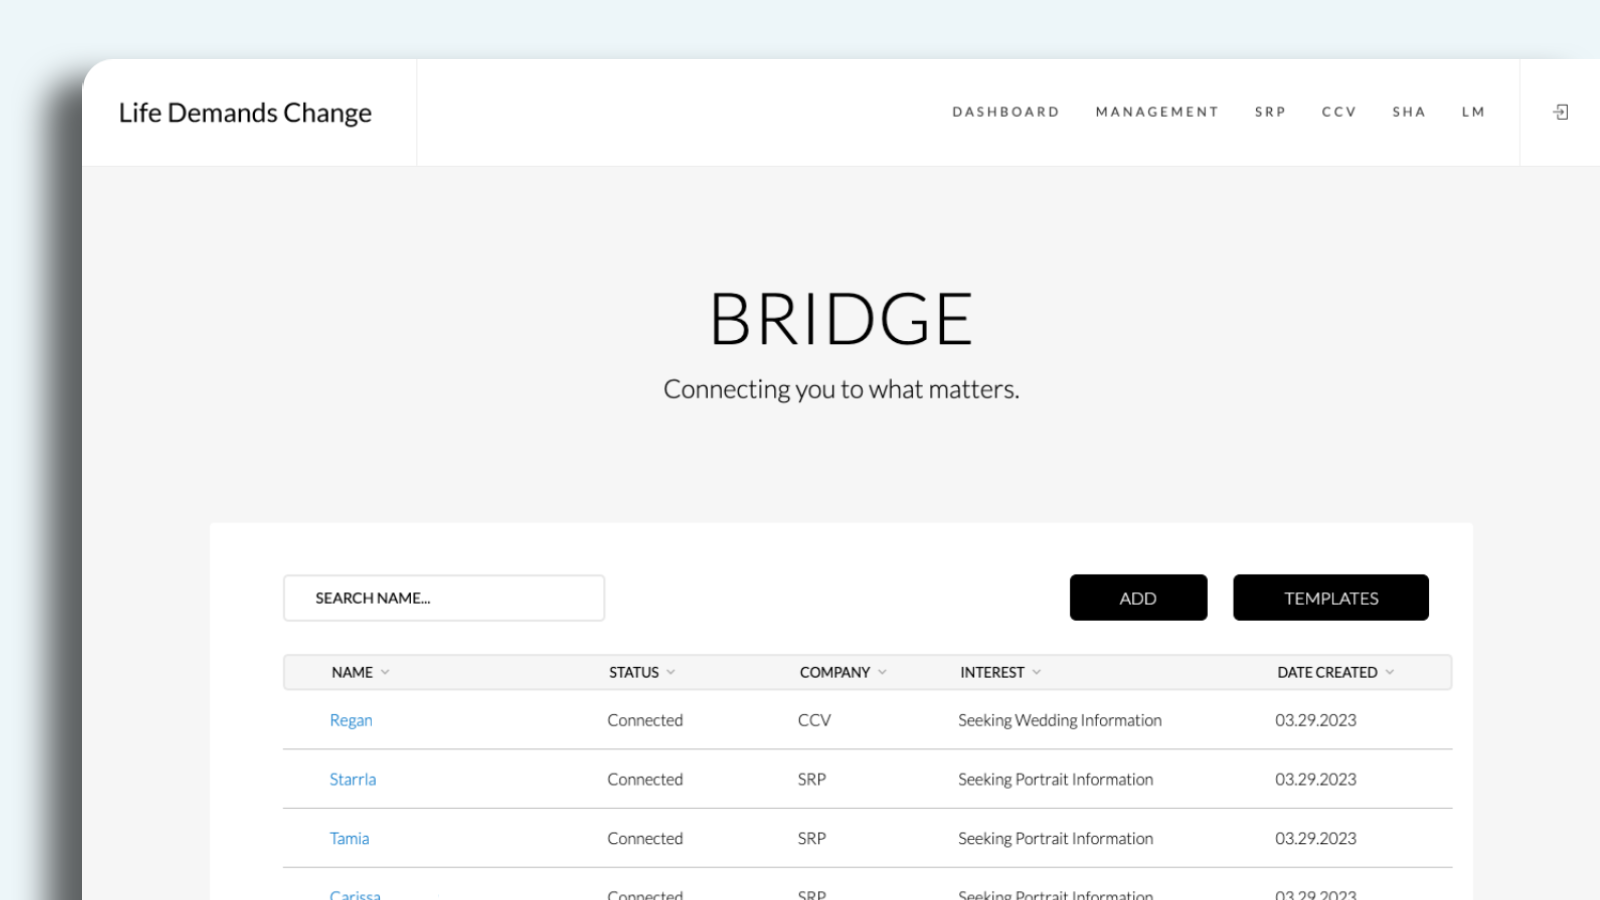 Life Demands Change
DASHBOARD MANAGEMENT SRP CCV SHA LM
BRIDGE
Connecting you to what matters.
SEARCH NAME... ADD TEMPLATES
NAME STATUS COMPANY INTEREST DATE CREATED
Regan Connected CCV Seeking Wedding Information 03.29.2023
Starrla Connected SRP Seeking Portrait Information 03.29.2023
Tamia Connected SRP Seeking Portrait Information 03.29.2023
Carissa Connected SRP Seeking Portrait Information 03.29.2023